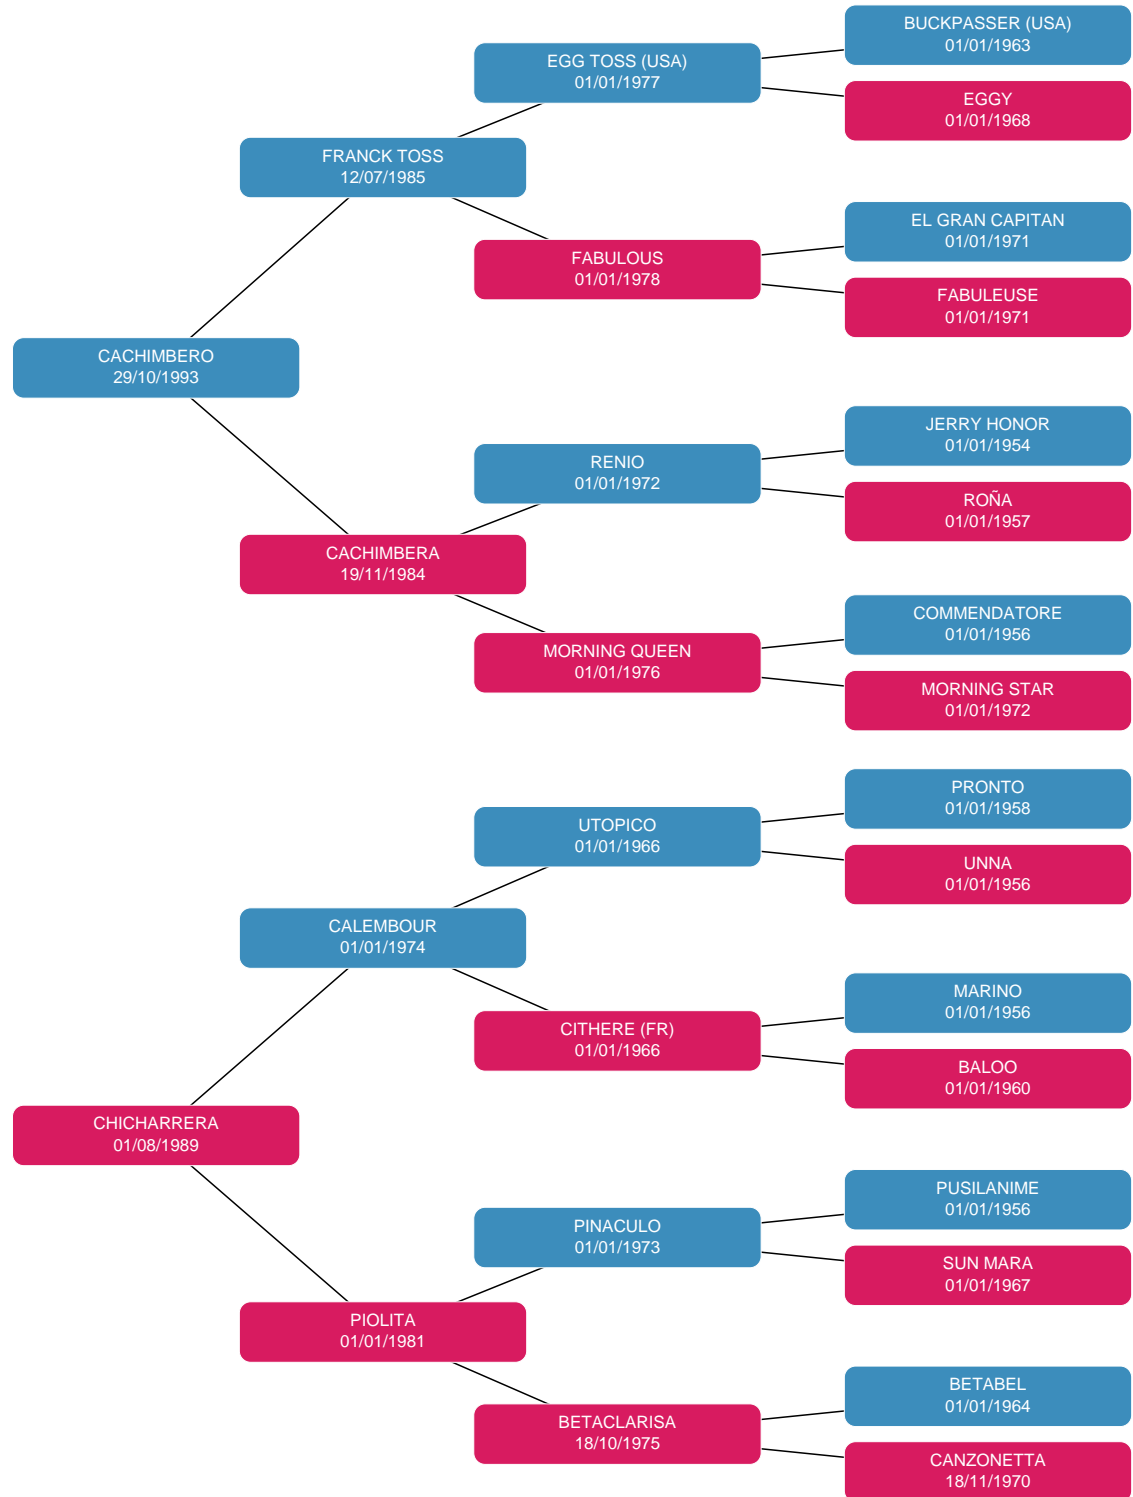 BUCKPASSER (USA)
01/01/1963
EGG TOSS (USA)
01/01/1977
EGGY
01/01/1968
FRANCK TOSS
12/07/1985
EL GRAN CAPITAN
01/01/1971
FABULOUS
01/01/1978
FABULEUSE
01/01/1971
CACHIMBERO
29/10/1993
JERRY HONOR
01/01/1954
RENIO
01/01/1972
ROÑA
01/01/1957
CACHIMBERA
19/11/1984
COMMENDATORE
01/01/1956
MORNING QUEEN
01/01/1976
MORNING STAR
01/01/1972
PRONTO
01/01/1958
UTOPICO
01/01/1966
UNNA
01/01/1956
CALEMBOUR
01/01/1974
MARINO
01/01/1956
CITHERE (FR)
01/01/1966
BALOO
01/01/1960
CHICHARRERA
01/08/1989
PUSILANIME
01/01/1956
PINACULO
01/01/1973
SUN MARA
01/01/1967
PIOLITA
01/01/1981
BETABEL
01/01/1964
BETACLARISA
18/10/1975
CANZONETTA
18/11/1970